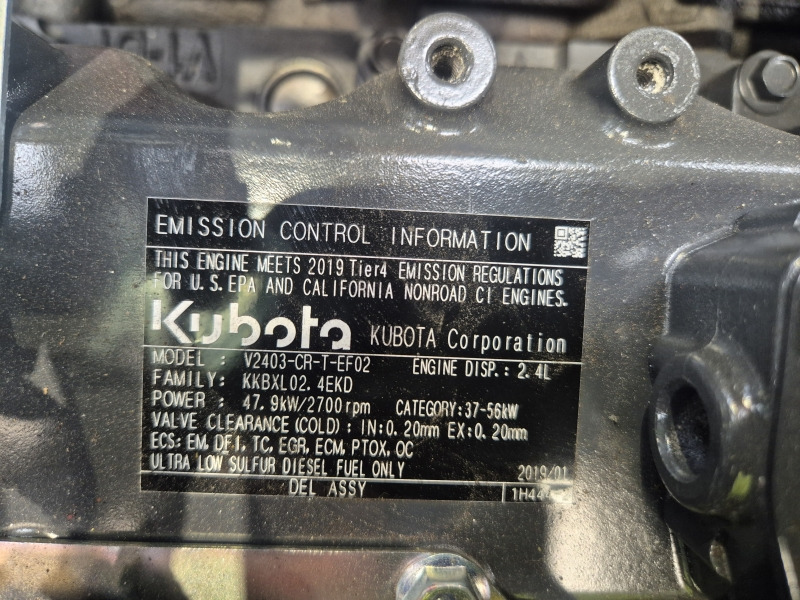 EMISSION CONTROL INFORMATION
THIS ENGINE MEETS 2019 Tier4 EMISSION REGULATIONS
FOR U.S. EPA AND CALIFORNIA NONROAD CI ENGINES.
Kubota KUBOTA Corporation
MODEL : V2403-CR-T-EF02 ENGINE DISP.: 2.4L
FAMILY: KKBXL02.4EKD
POWER : 47.9kW/2700rpm CATEGORY:37-56kW
VALVE CLEARANCE(COLD): IN:0.20mm EX:0.20mm
ECS: EM, DFI, TC, EGR, ECM, PTOX, OC
ULTRA LOW SULFUR DIESEL FUEL ONLY 2019/01
DEL ASSY